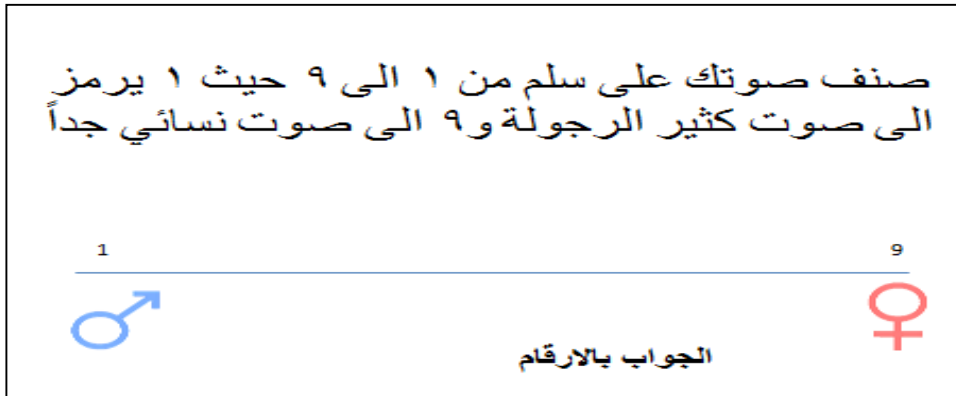 صنف صوتك على سلم من ١ الى ٩ حيث ١ يرمز
الى صوت كثير الرجولة و٩ الى صوت نسائي جداً
1 9
الجواب بالارقام